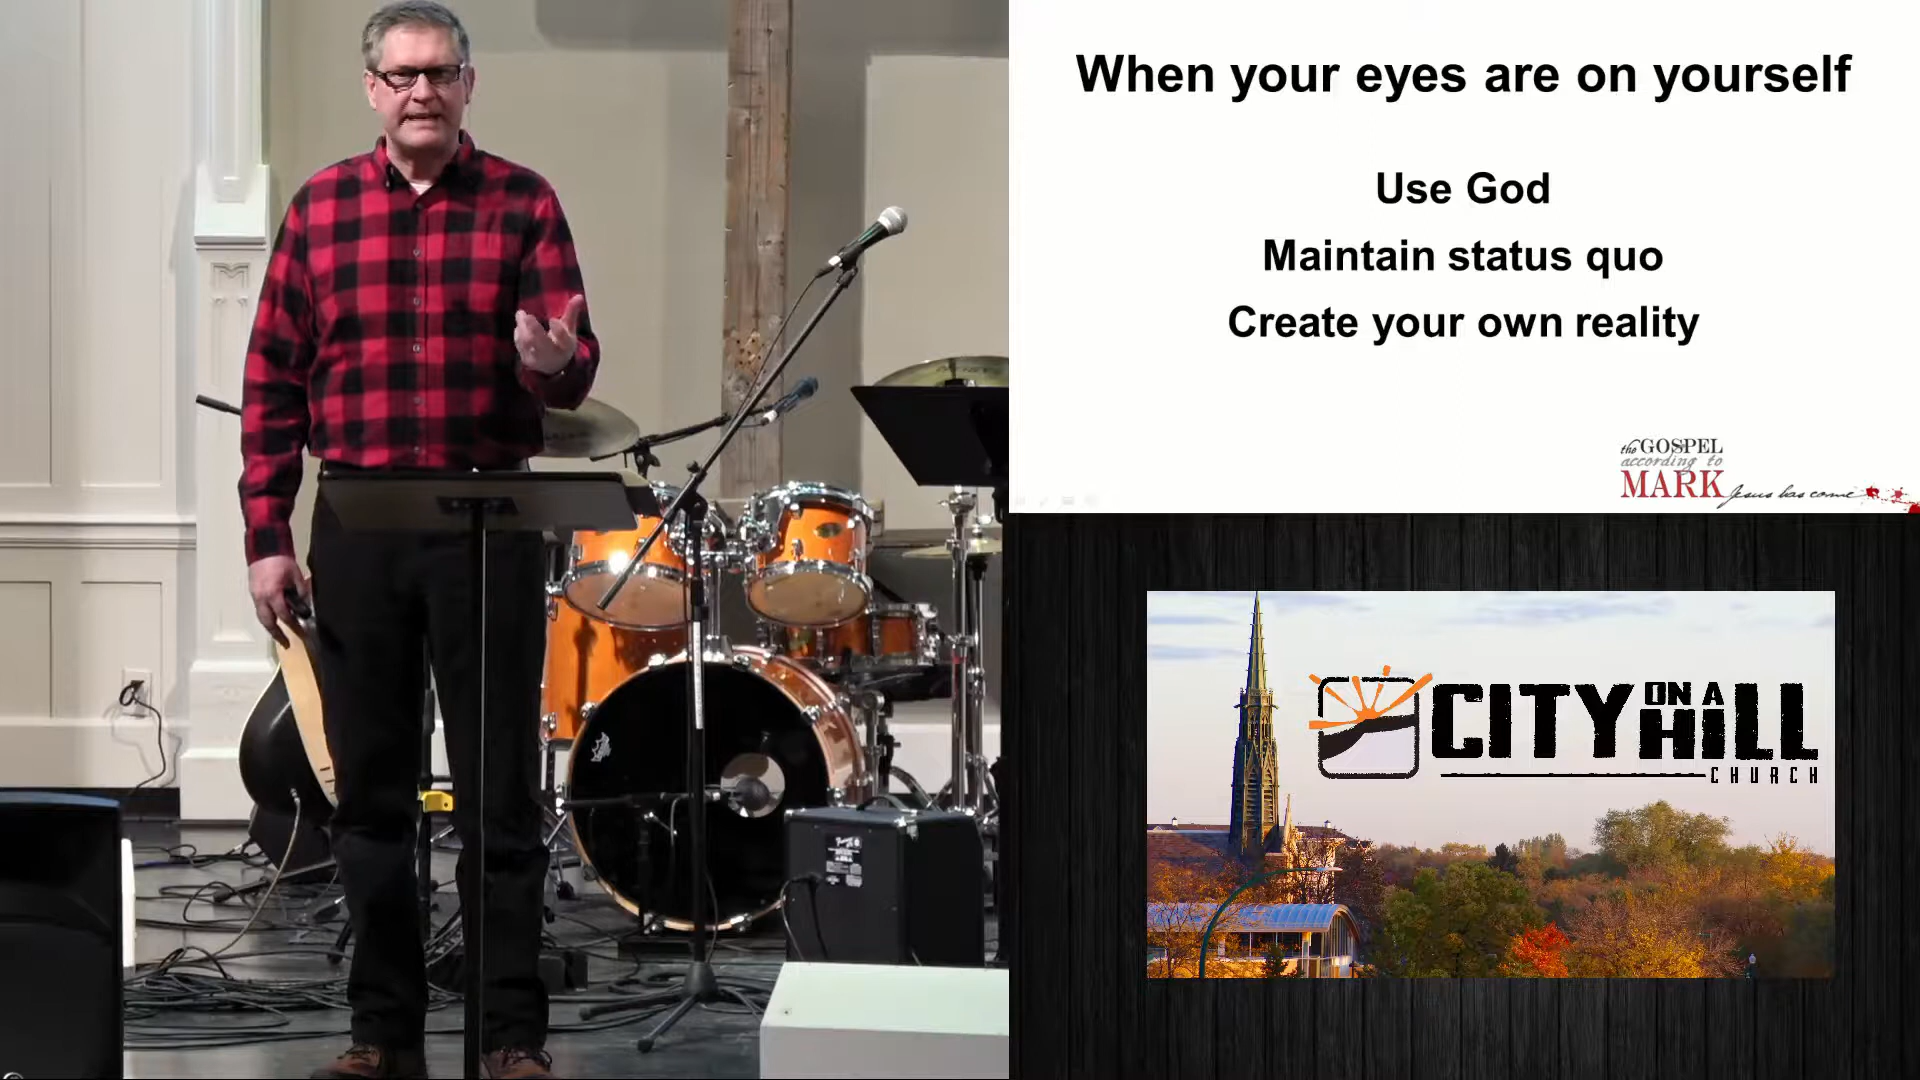 When your eyes are on yourself
Use God
Maintain status quo
Create your own reality
the GOSPEL
according to
MARK Jesus has come
CITY ON A HILL
CHURCH